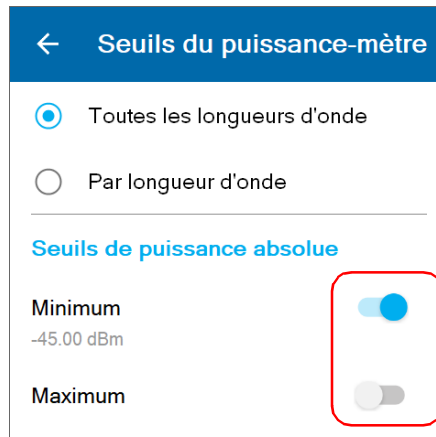 Seuils du puissance-mètre
Toutes les longueurs d'onde
Par longueur d'onde
Seuils de puissance absolue
Minimum
-45.00 dBm
Maximum